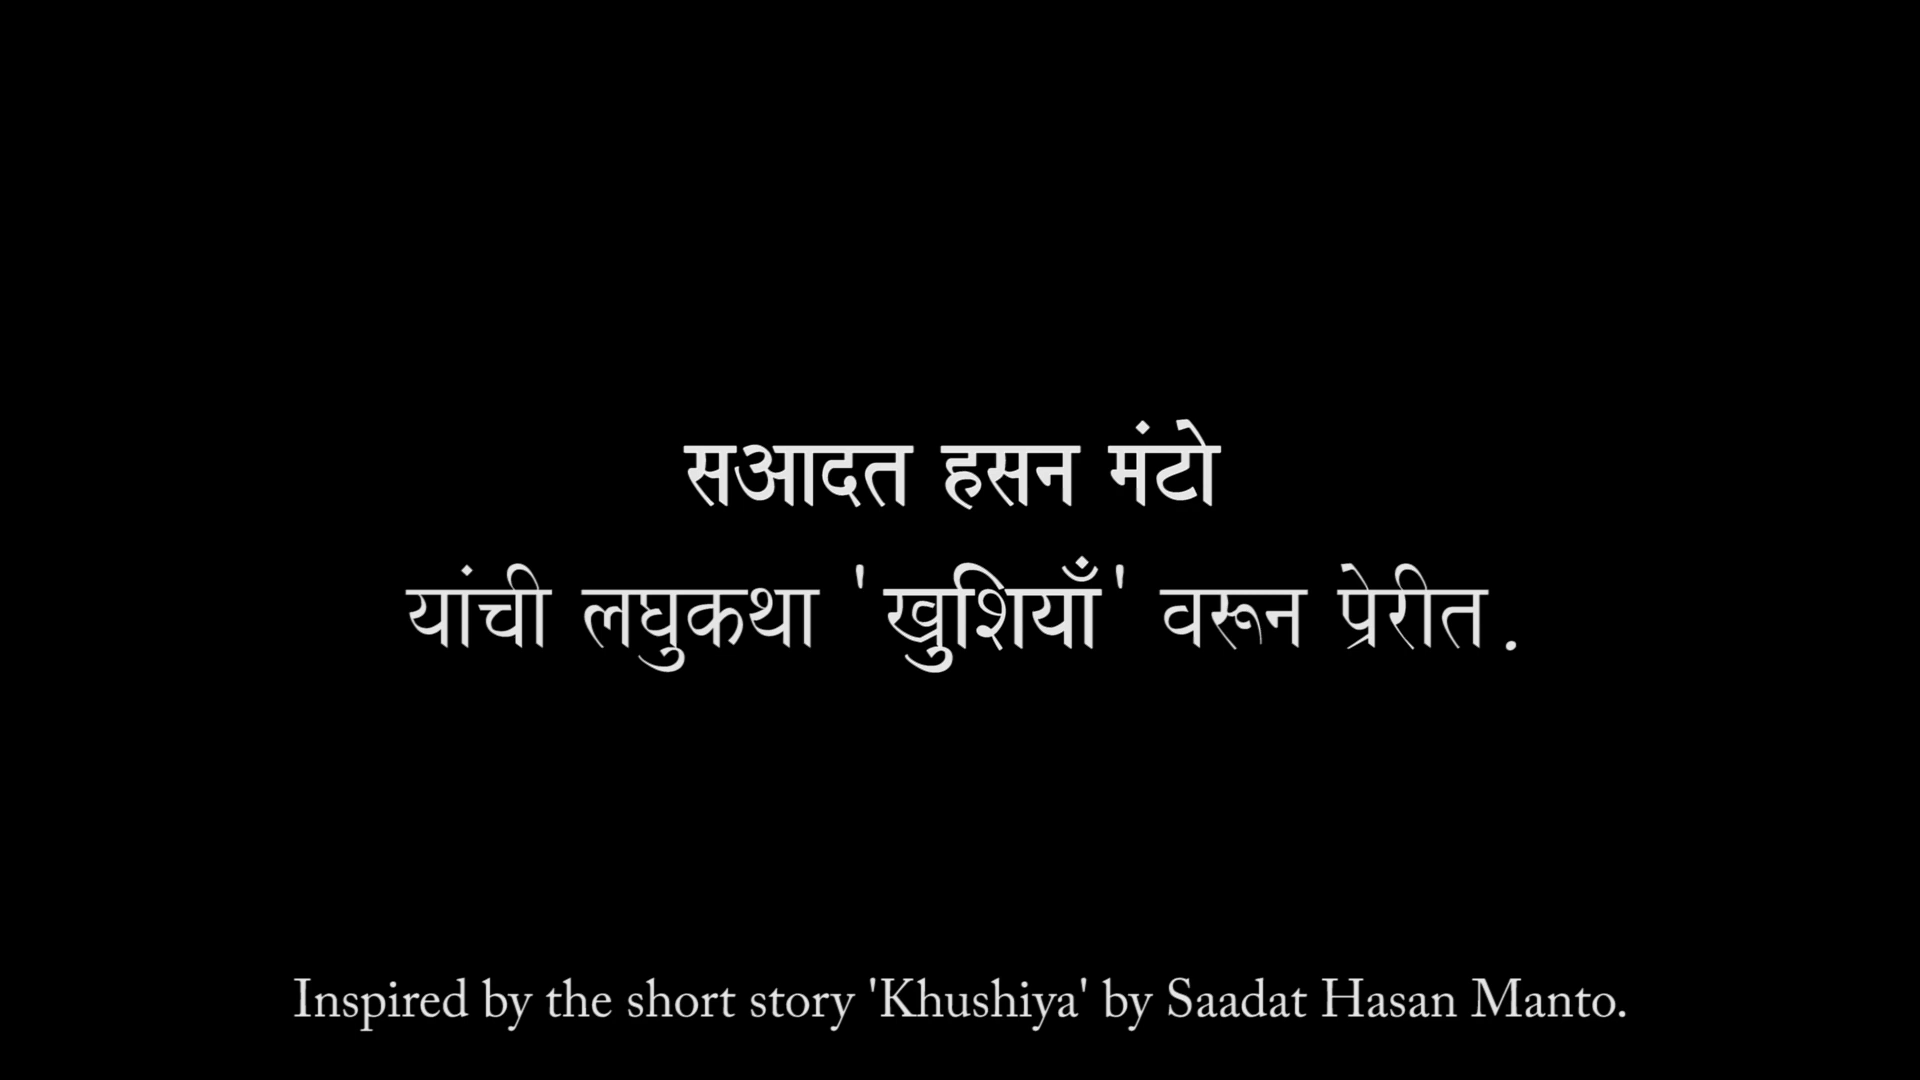 सआदत हसन मंटो
यांची लघुकथा 'खुशियाँ' वरून प्रेरीत.
Inspired by the short story 'Khushiya' by Saadat Hasan Manto.